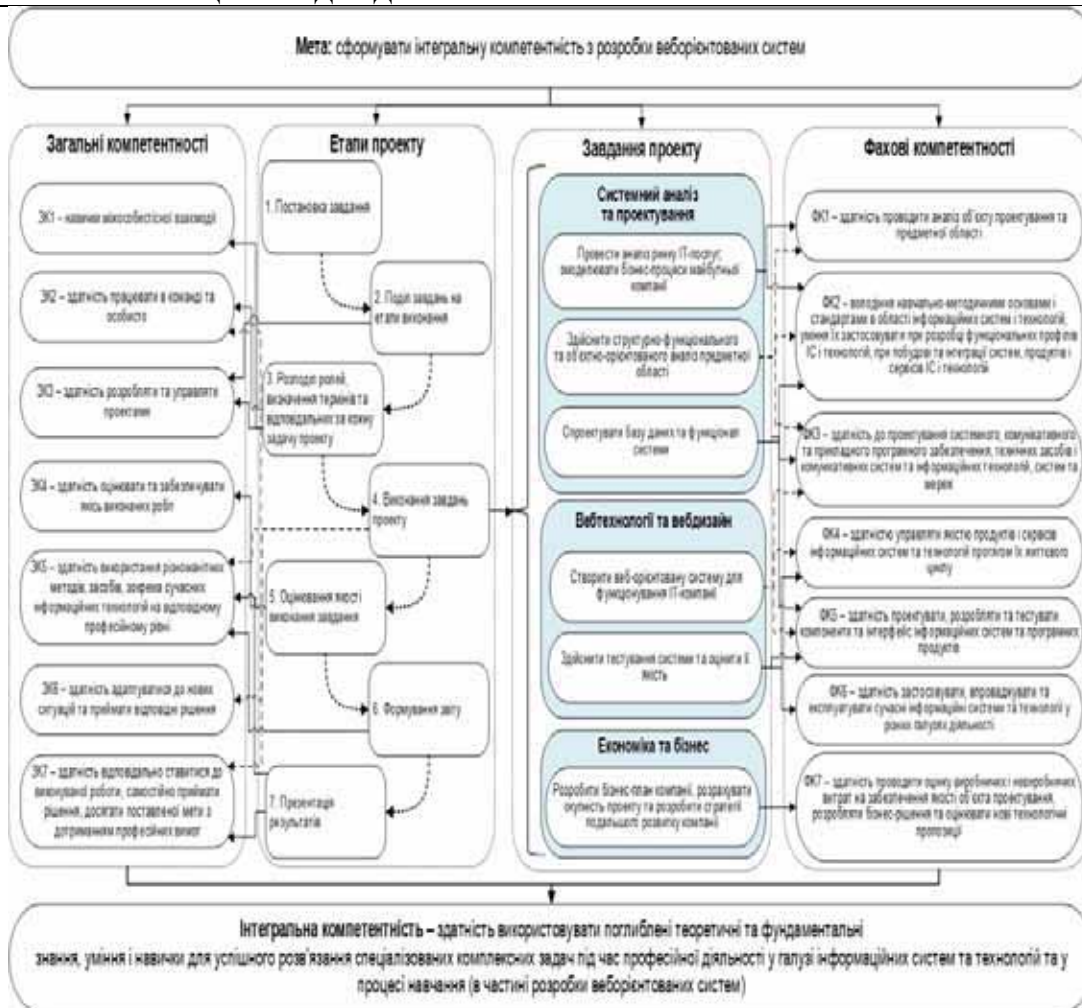 Мета: сформувати інтегральну компетентність з розробки веборієнтованих систем
Загальні компетентності
ЗК1 – навички міжособистісної взаємодії
ЗК2 – здатність працювати в команді та
особисто
ЗК3 – здатність розробляти та управляти
проектами
ЗК4 – здатність оцінювати та забезпечувати
якість виконаних робіт
ЗК5 – здатність використання різноманітних
методів, засобів, зокрема сучасних
інформаційних технологій на відповідному
професійному рівні
ЗК6 – здатність адаптуватися до нових
ситуацій та приймати відповідні рішення
ЗК7 – здатність відповідально ставитися до
виконуваної роботи, самостійно приймати
рішення, досягати поставленої мети з
дотриманням професійних вимог
Етапи проекту
1. Постановка завдання
2. Поділ завдань на
етапи виконання
3. Розподіл ролей,
визначення термінів та
відповідальних за кожну
задачу проекту
4. Виконання завдань
проекту
5. Оцінювання якості
виконання завдання
6. Формування звіту
7. Презентація
результатів
Завдання проекту
Системний аналіз
та проектування
Провести аналіз ринку ІТ-послуг,
змоделювати бізнес-процеси майбутньої
компанії
Здійснити структурно-функціонального
та об'єктно-орієнтованого аналіз предметної
області
Спроектувати базу даних та функціонал
системи
Вебтехнології та вебдизайн
Створити веб-орієнтовану систему для
функціонування ІТ-компанії
Здійснити тестування системи та оцінити її
якість
Економіка та бізнес
Розробити бізнес-план компанії, розрахувати
окупність проекту та розробити стратегії
подальшого розвитку компанії
Фахові компетентності
ФК1 – здатність проводити аналіз об'єкту проектування та
предметної області
ФК2 – володіння навчально-методичними основами і
стандартами в області інформаційних систем і технологій,
уміння їх застосовувати при розробці функціональних профілів
ІС і технологій, при побудові та інтеграції систем, продуктів і
сервісів ІС і технологій
ФК3 – здатність до проектування системного, комунікативного
та прикладного програмного забезпечення, технічних засобів і
комунікативних систем та інформаційних технологій, систем та
мереж
ФК4 – здатністю управляти якістю продуктів і сервісів
інформаційних систем та технологій протягом їх життєвого
циклу
ФК5 – здатність проектувати, розробляти та тестувати
компоненти та інтерфейс інформаційних систем та програмних
продуктів
ФК6 – здатність застосовувати, впроваджувати та
експлуатувати сучасні інформаційні системи та технології у
різних галузях діяльності
ФК7 – здатність проводити оцінку виробничих і невиробничих
витрат на забезпечення якості об'єкта проектування,
розробляти бізнес-рішення та оцінювати нові технологічні
пропозиції
Інтегральна компетентність – здатність використовувати поглиблені теоретичні та фундаментальні
знання, уміння і навички для успішного розв'язання спеціалізованих комплексних задач під час професійної діяльності у галузі інформаційних систем та технологій та у
процесі навчання (в частині розробки веборієнтованих систем)